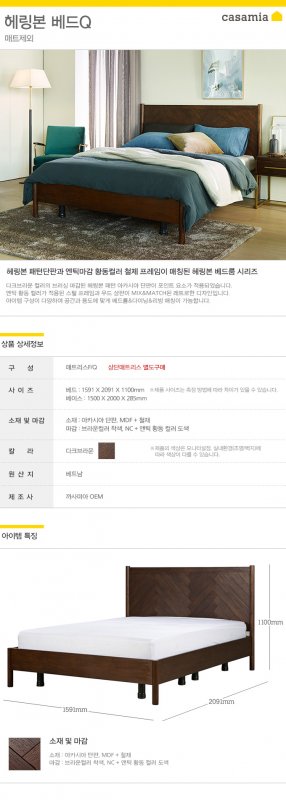 헤링본 베드Q
매트제외
casamia
헤링본 패턴단판과 엔틱마감 황동컬러 철제 프레임이 매칭된 헤링본 베드룸 시리즈
다크브라운 컬러의 브러싱 마감된 헤링본 패턴 아카시아 단판이 포인트 요소가 적용되었습니다.
엔틱 황동 컬러가 적용된 스틸 프레임과 우드 상판이 MIX&MATCH된 레트로한 디자인입니다.
아이템 구성이 다양하여 공간과 용도에 맞게 베드룸&다이닝&리빙 매칭이 가능합니다.
상품 상세정보
구 성 매트리스F/Q 상단매트리스 별도구매
사 이 즈 베드 : 1591 X 2091 X 1100mm ※제품 사이즈는 측정 방법에 따라 차이가 있을 수 있습니다.
베이스 : 1500 X 2000 X 285mm
소재 및 마감 소재 : 아카시아 단판, MDF + 철재
마감 : 브라운컬러 착색, NC + 엔틱 황동 컬러 도색
칼 라 다크브라운 ※제품의 색상은 모니터설정, 실내환경(조명/벽지)에
따라 색상이 다를 수 있습니다.
원 산 지 베트남
제 조 사 까사미아 OEM
아이템 특징
1100mm
2091mm
1591mm
소재 및 마감
소재 : 아카시아 단판, MDF + 철재
마감 : 브라운컬러 착색, NC + 엔틱 황동 컬러 도색